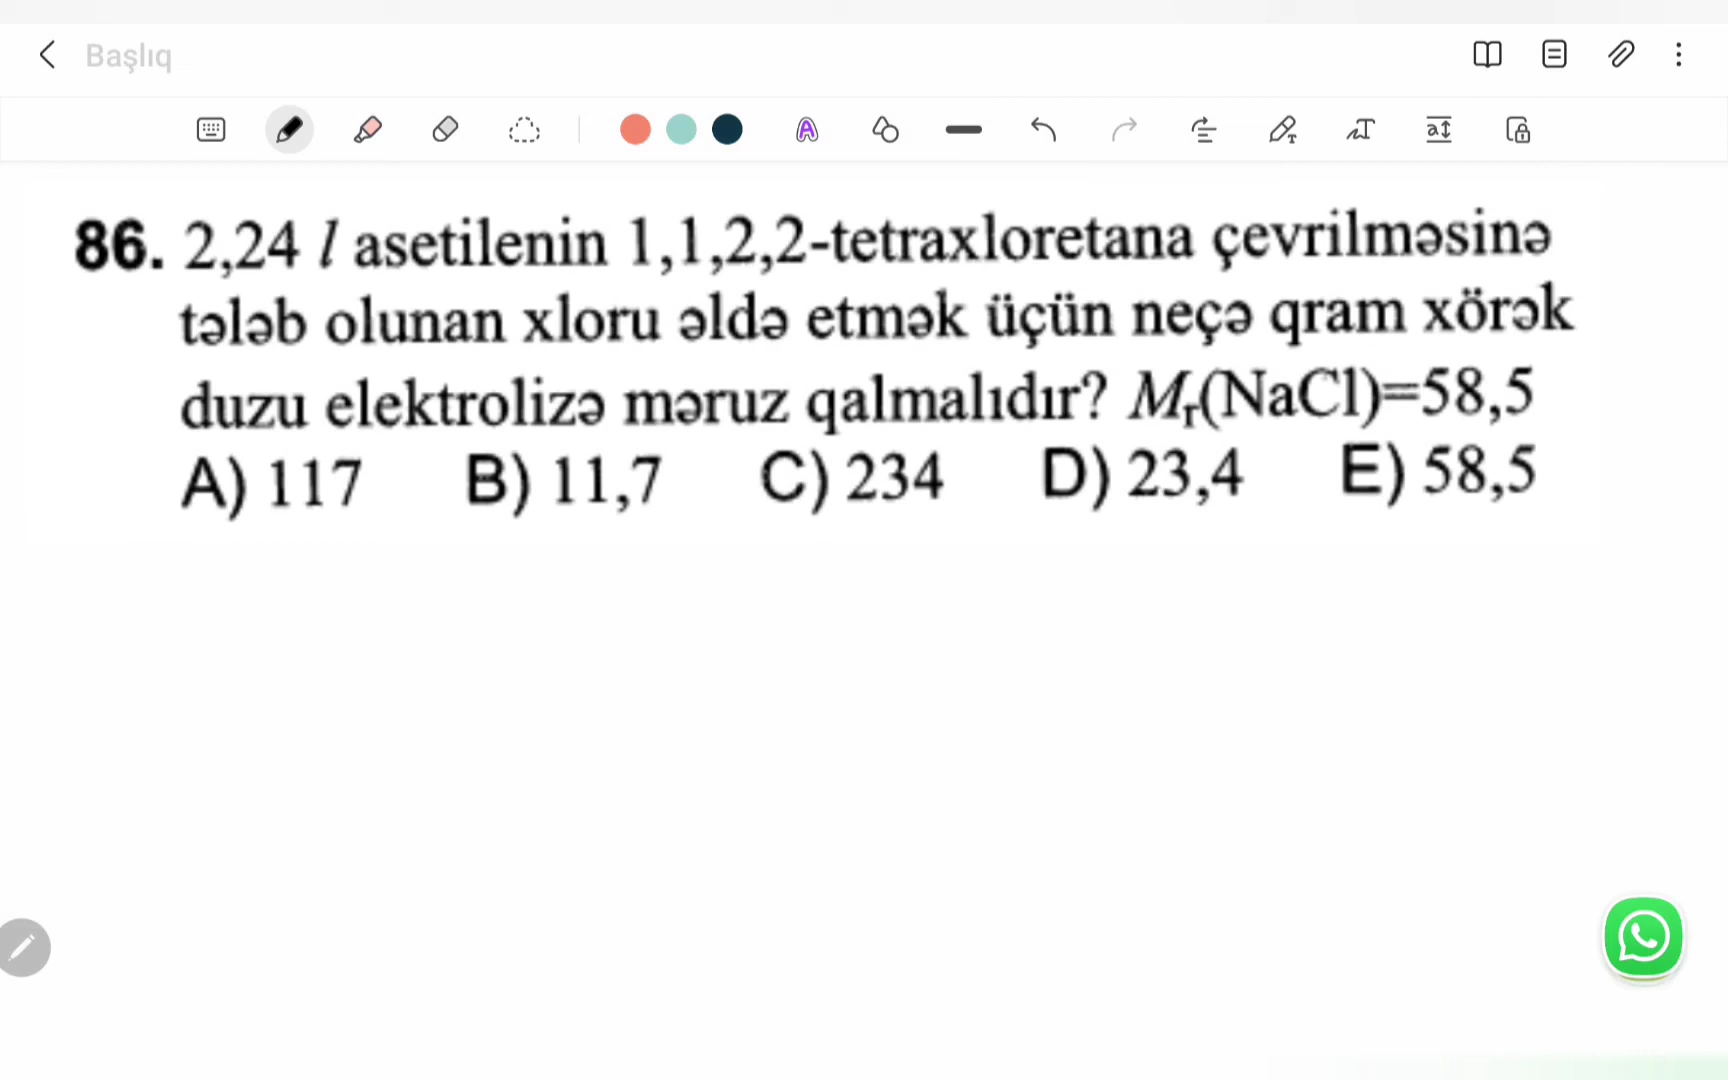 Başlıq
86. 2,24 l asetilenin 1,1,2,2-tetraxloretana çevrilməsinə
tələb olunan xloru əldə etmək üçün neçə qram xörək
duzu elektrolizə məruz qalmalıdır? Mr(NaCl)=58,5
A) 117 B) 11,7 C) 234 D) 23,4 E) 58,5